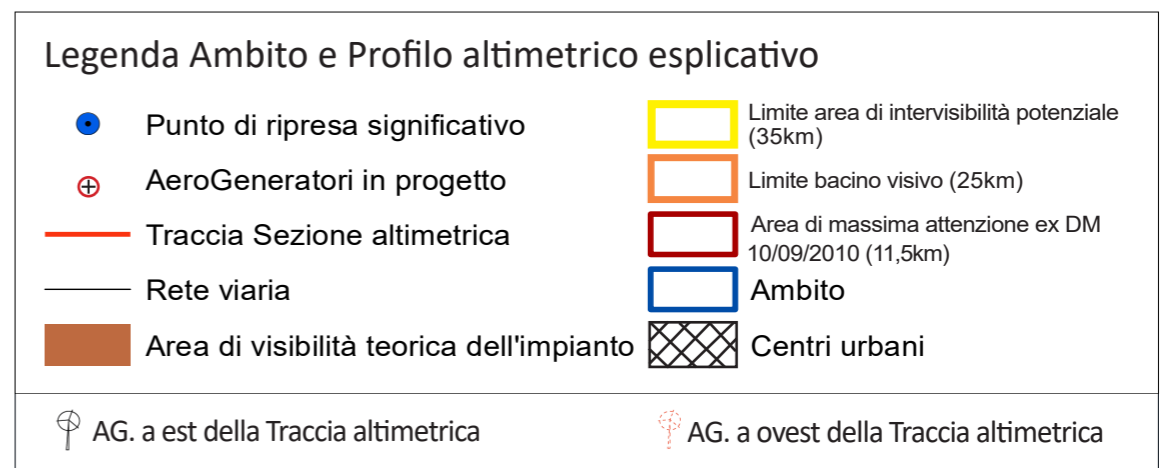 Legenda Ambito e Profilo altimetrico esplicativo
Punto di ripresa significativo
AeroGeneratori in progetto
Traccia Sezione altimetrica
Rete viaria
Area di visibilità teorica dell'impianto
Limite area di intervisibilità potenziale
(35km)
Limite bacino visivo (25km)
Area di massima attenzione ex DM
10/09/2010 (11,5km)
Ambito
Centri urbani
AG. a est della Traccia altimetrica
AG. a ovest della Traccia altimetrica